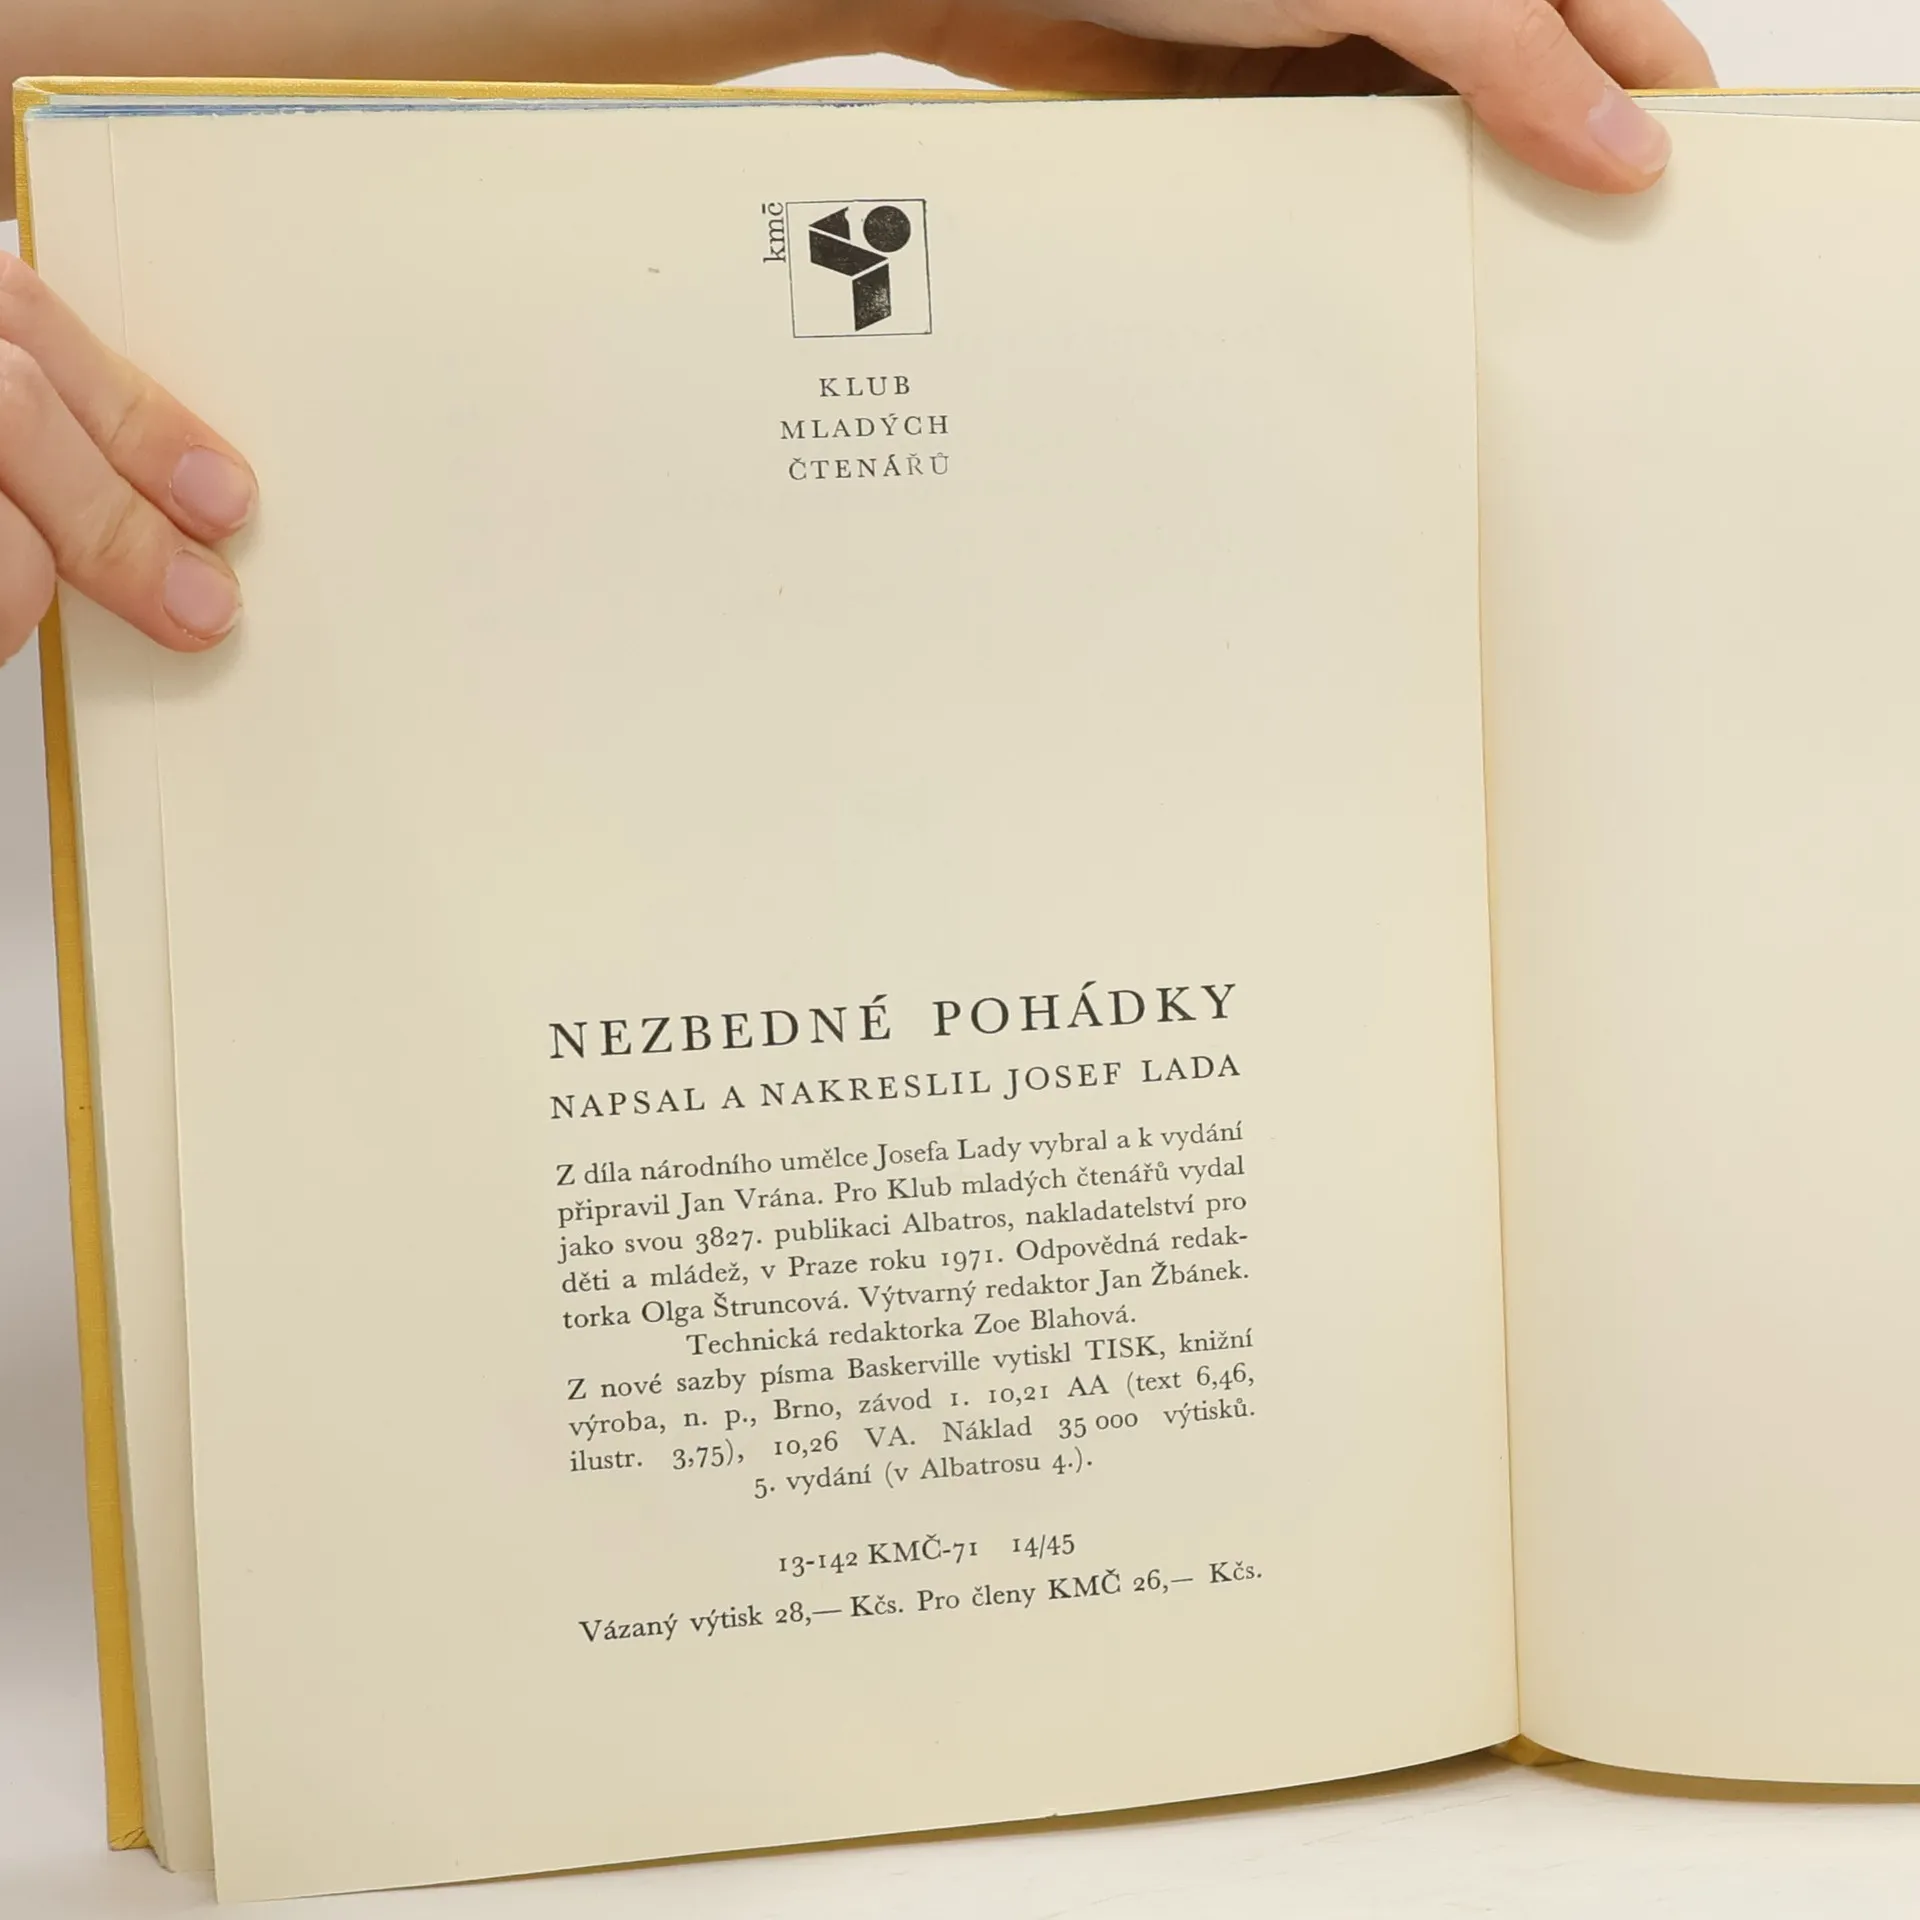 kmč
KLUB
MLADÝCH
ČTENÁŘŮ
NEZBEDNÉ POHÁDKY
NAPSAL A NAKRESLIL JOSEF LADA
Z díla národního umělce Josefa Lady vybral a k vydání
připravil Jan Vrána. Pro Klub mladých čtenářů vydal
jako svou 3827. publikaci Albatros, nakladatelství pro
děti a mládež, v Praze roku 1971. Odpovědná redak-
torka Olga Štruncová. Výtvarný redaktor Jan Žbánek.
Technická redaktorka Zoe Blahová.
Z nové sazby písma Baskerville vytiskl TISK, knižní
výroba, n. p., Brno, závod 1. 10,21 AA (text 6,46,
ilustr. 3,75), 10,26 VA. Náklad 35 000 výtisků.
5. vydání (v Albatrosu 4.).
13-142 KMČ-71 14/45
Vázaný výtisk 28,— Kčs. Pro členy KMČ 26,— Kčs.